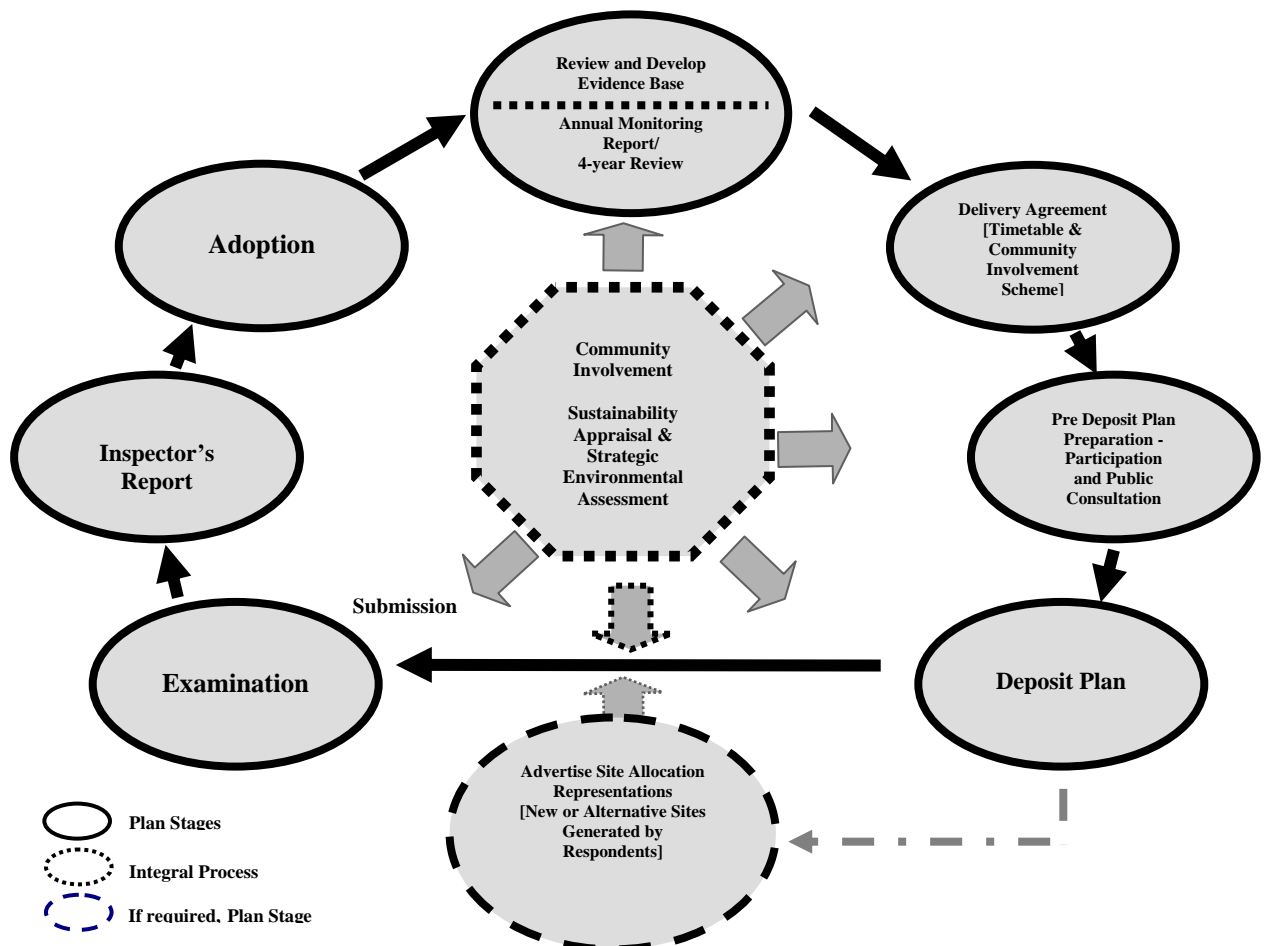 Review and Develop
Evidence Base
Annual Monitoring
Report/
4-year Review
Delivery Agreement
[Timetable &
Community
Involvement
Scheme]
Pre Deposit Plan
Preparation -
Participation
and Public
Consultation
Deposit Plan
Advertise Site Allocation
Representations
[New or Alternative Sites
Generated by
Respondents]
Submission
Examination
Inspector's
Report
Adoption
Community
Involvement
Sustainability
Appraisal &
Strategic
Environmental
Assessment
Plan Stages
Integral Process
If required, Plan Stage